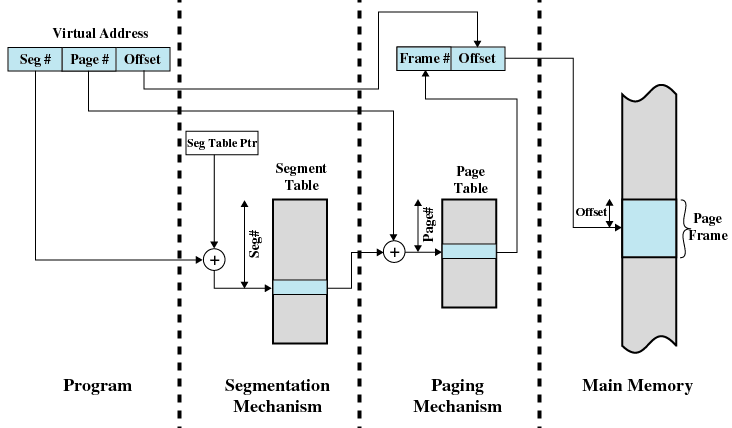 Virtual Address
Seg # Page # Offset
Frame # Offset
Seg Table Ptr
Segment
Table
Page
Table
Seg#
Page#
+
+
Offset
Page
Frame
Program
Segmentation
Mechanism
Paging
Mechanism
Main Memory